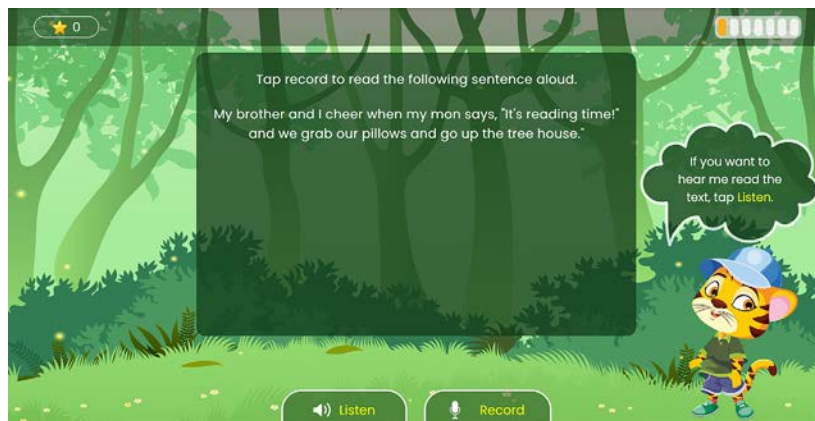 0
Tap record to read the following sentence aloud.
My brother and I cheer when my mon says, "It's reading time!"
and we grab our pillows and go up the tree house."
If you want to
hear me read the
text, tap Listen.
Listen
Record